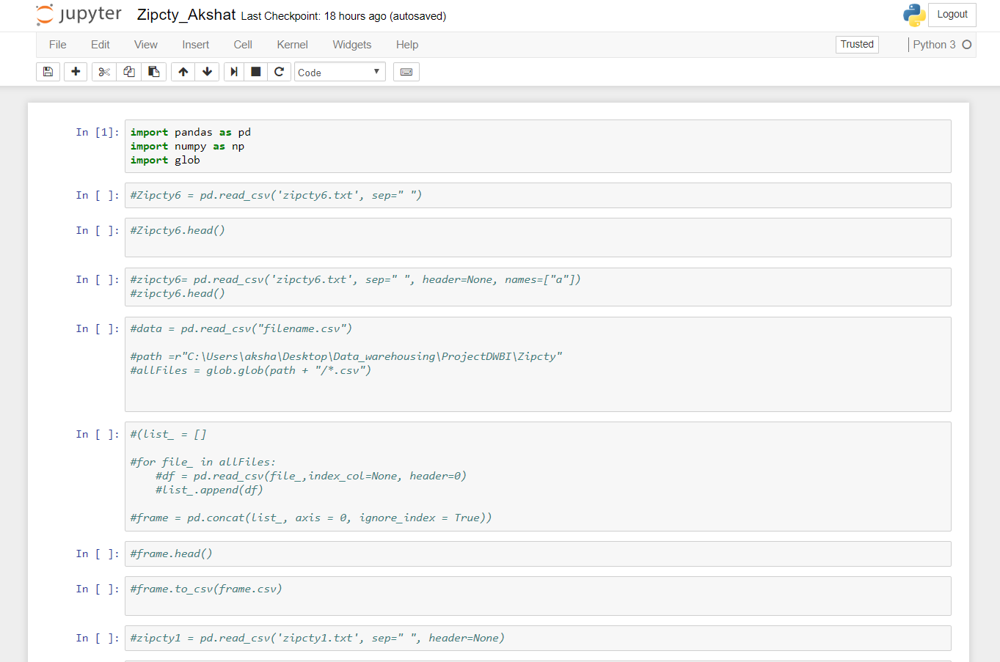 jupyter Zipcty_Akshat Last Checkpoint: 18 hours ago (autosaved) Logout
File Edit View Insert Cell Kernel Widgets Help Trusted Python 3
Code
In [1]: import pandas as pd
import numpy as np
import glob
In [ ]: #Zipcty6 = pd.read_csv('zipcty6.txt', sep=" ")
In [ ]: #Zipcty6.head()
In [ ]: #zipcty6= pd.read_csv('zipcty6.txt', sep=" ", header=None, names=["a"])
#zipcty6.head()
In [ ]: #data = pd.read_csv("filename.csv")
#path =r"C:\Users\aksha\Desktop\Data_warehousing\ProjectDWBI\Zipcty"
#allFiles = glob.glob(path + "/*.csv")
In [ ]: #(list_ = []
#for file_ in allFiles:
#df = pd.read_csv(file_,index_col=None, header=0)
#list_.append(df)
#frame = pd.concat(list_, axis = 0, ignore_index = True))
In [ ]: #frame.head()
In [ ]: #frame.to_csv(frame.csv)
In [ ]: #zipcty1 = pd.read_csv('zipcty1.txt', sep=" ", header=None)